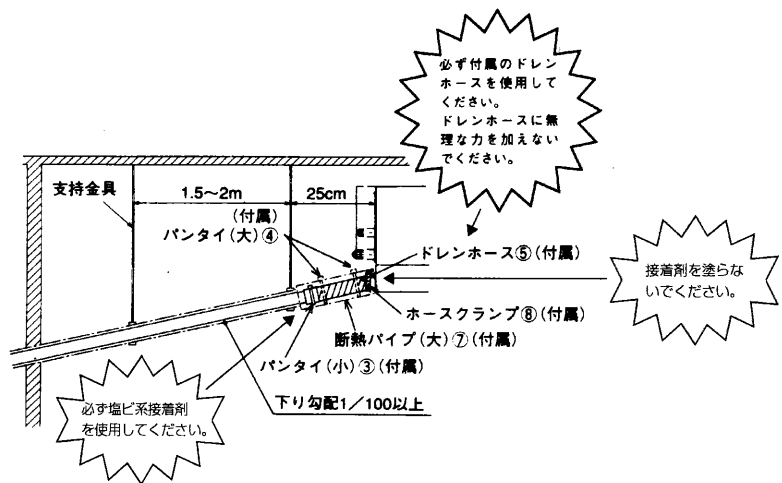 必ず付属のドレン
ホースを使用して
ください。
ドレンホースに無
理な力を加えない
でください。
支持金具
1.5〜2m
25cm
(付属)
バンタイ(大)④
ドレンホース⑤(付属)
接着剤を塗らな
いでください。
ホースクランプ⑧(付属)
断熱パイプ(大)⑦(付属)
バンタイ(小)③(付属)
必ず塩ビ系接着剤
を使用してください。
下り勾配1/100以上